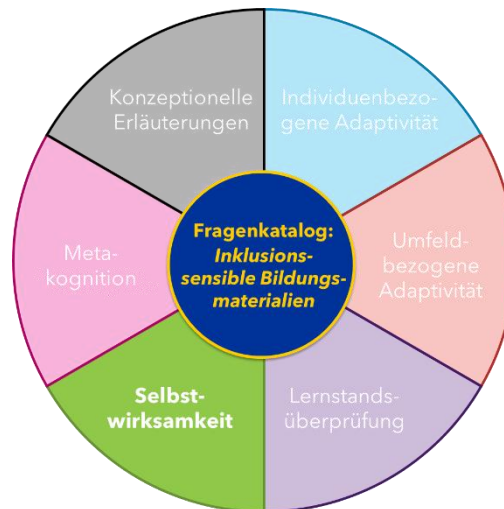 Konzeptionelle
Erläuterungen
Individuenbezo-
gene Adaptivität
Fragenkatalog:
Inklusions-
sensible Bildungs-
materialien
Meta-
kognition
Umfeld-
bezogene
Adaptivität
Selbst-
wirksamkeit
Lernstands-
überprüfung